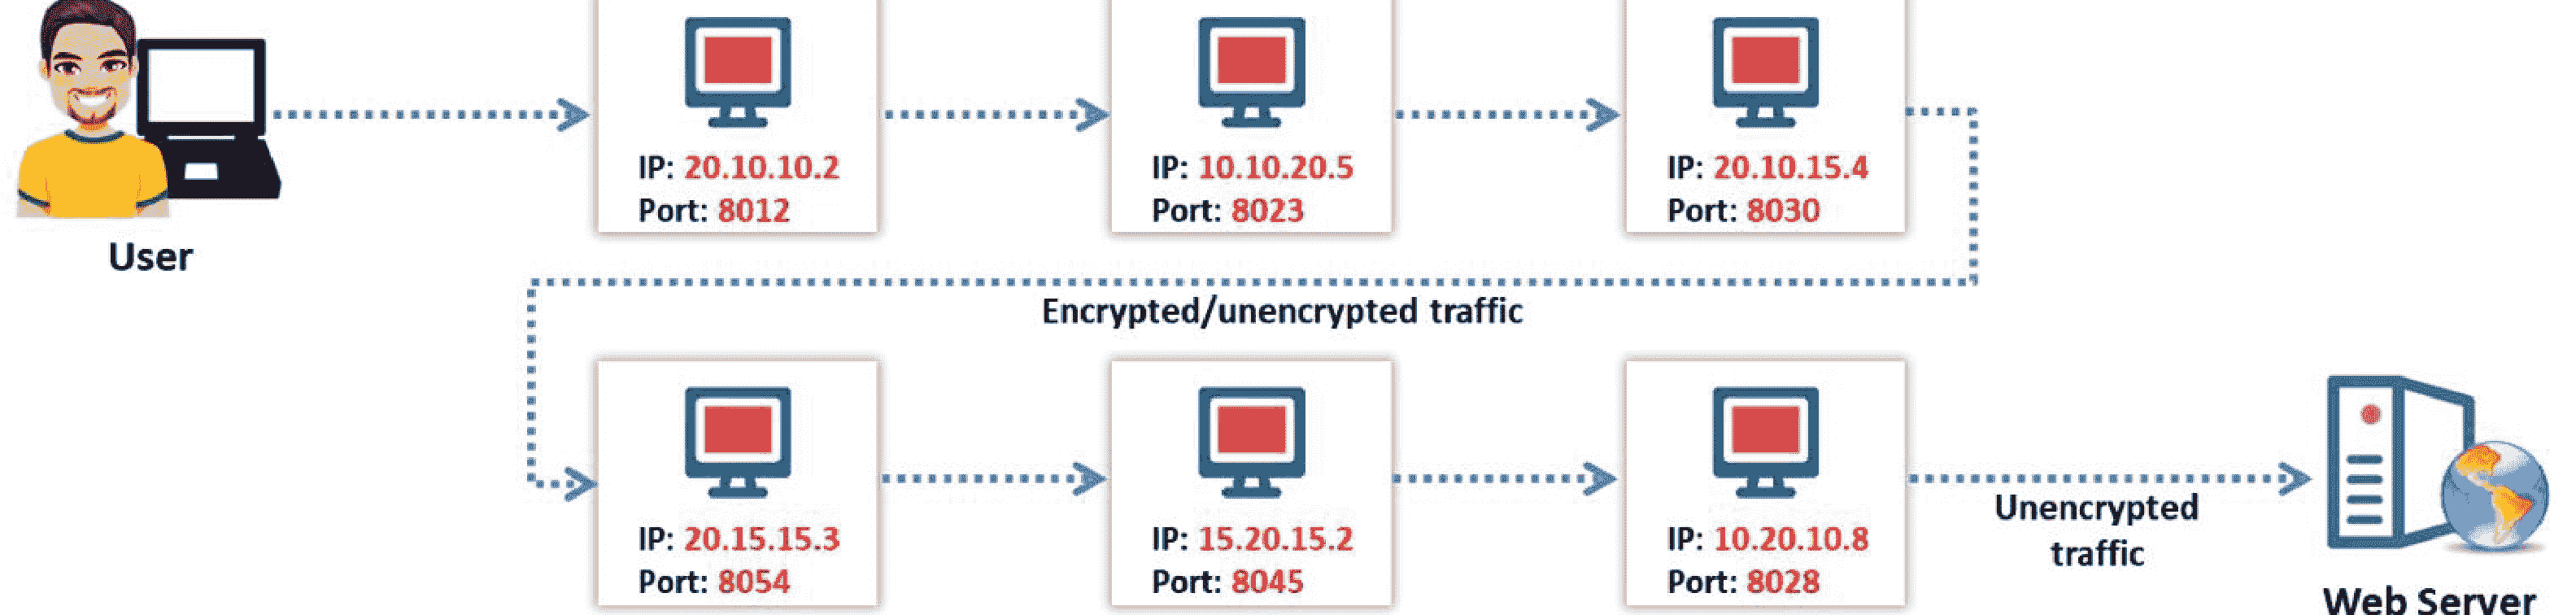 IP: 20.10.10.2
Port: 8012
IP: 10.10.20.5
Port: 8023
IP: 20.10.15.4
Port: 8030
User
Encrypted/unencrypted traffic
IP: 20.15.15.3
Port: 8054
IP: 15.20.15.2
Port: 8045
IP: 10.20.10.8
Port: 8028
Unencrypted
traffic
Web Server